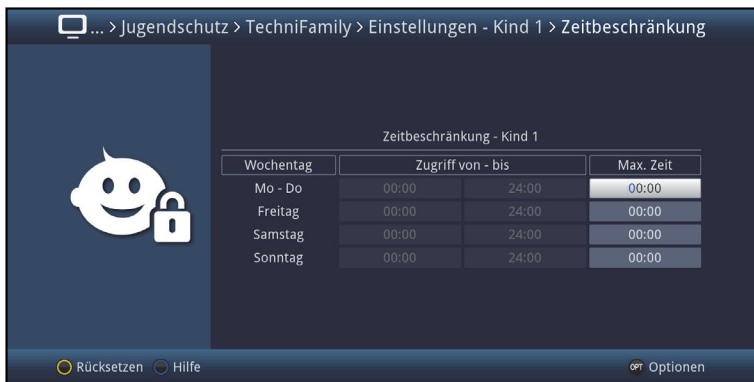 ... > Jugendschutz > TechniFamily > Einstellungen - Kind 1 > Zeitbeschränkung
Zeitbeschränkung - Kind 1
Wochentag Zugriff von - bis Max. Zeit
Mo - Do 00:00 24:00 00:00
Freitag 00:00 24:00 00:00
Samstag 00:00 24:00 00:00
Sonntag 00:00 24:00 00:00
Rücksetzen Hilfe OPT Optionen